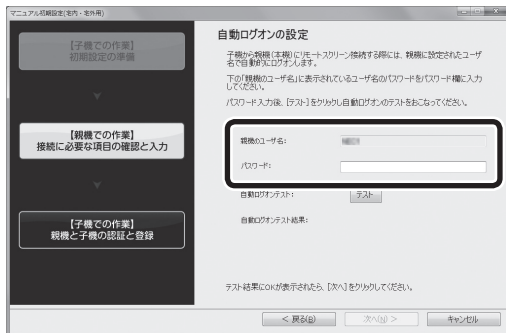 マニュアル初期設定(宅内・宅外用)
【子機での作業】
初期設定の準備
【親機での作業】
接続に必要な項目の確認と入力
【子機での作業】
親機と子機の認証と登録
自動ログオンの設定
子機から親機(本機)にリモートスクリーン接続する際には、親機に設定されたユーザ
名で自動的にログオンします。
下の「親機のユーザ名」に表示されているユーザ名のパスワードをパスワード欄に入力
してください。
パスワード入力後、[テスト]をクリックし自動ログオンのテストをおこなってください。
親機のユーザ名:
パスワード:
自動ログオンテスト: テスト
自動ログオンテスト結果:
テスト結果にOKが表示されたら、[次へ]をクリックしてください。
< 戻る(B) 次へ(N) > キャンセル